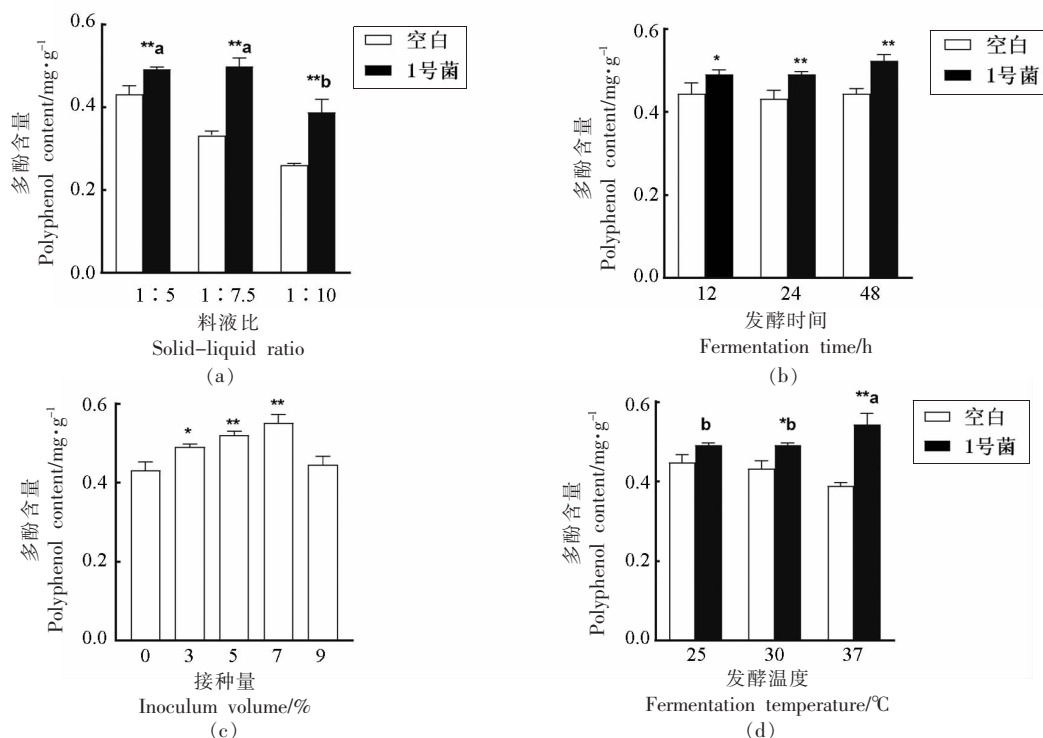 0.6
0.4
0.2
0.0
多酚含量
Polyphenol content/mg·g⁻¹
**a
**a
**b
空白
1号菌
1∶5
1∶7.5
1∶10
料液比
Solid-liquid ratio
(a)
0.6
0.4
0.2
0.0
多酚含量
Polyphenol content/mg·g⁻¹
*
**
**
空白
1号菌
12
24
48
发酵时间
Fermentation time/h
(b)
0.6
0.4
0.2
0.0
多酚含量
Polyphenol content/mg·g⁻¹
*
**
**
0
3
5
7
9
接种量
Inoculum volume/%
(c)
0.6
0.4
0.2
0.0
多酚含量
Polyphenol content/mg·g⁻¹
b
*b
**a
空白
1号菌
25
30
37
发酵温度
Fermentation temperature/℃
(d)